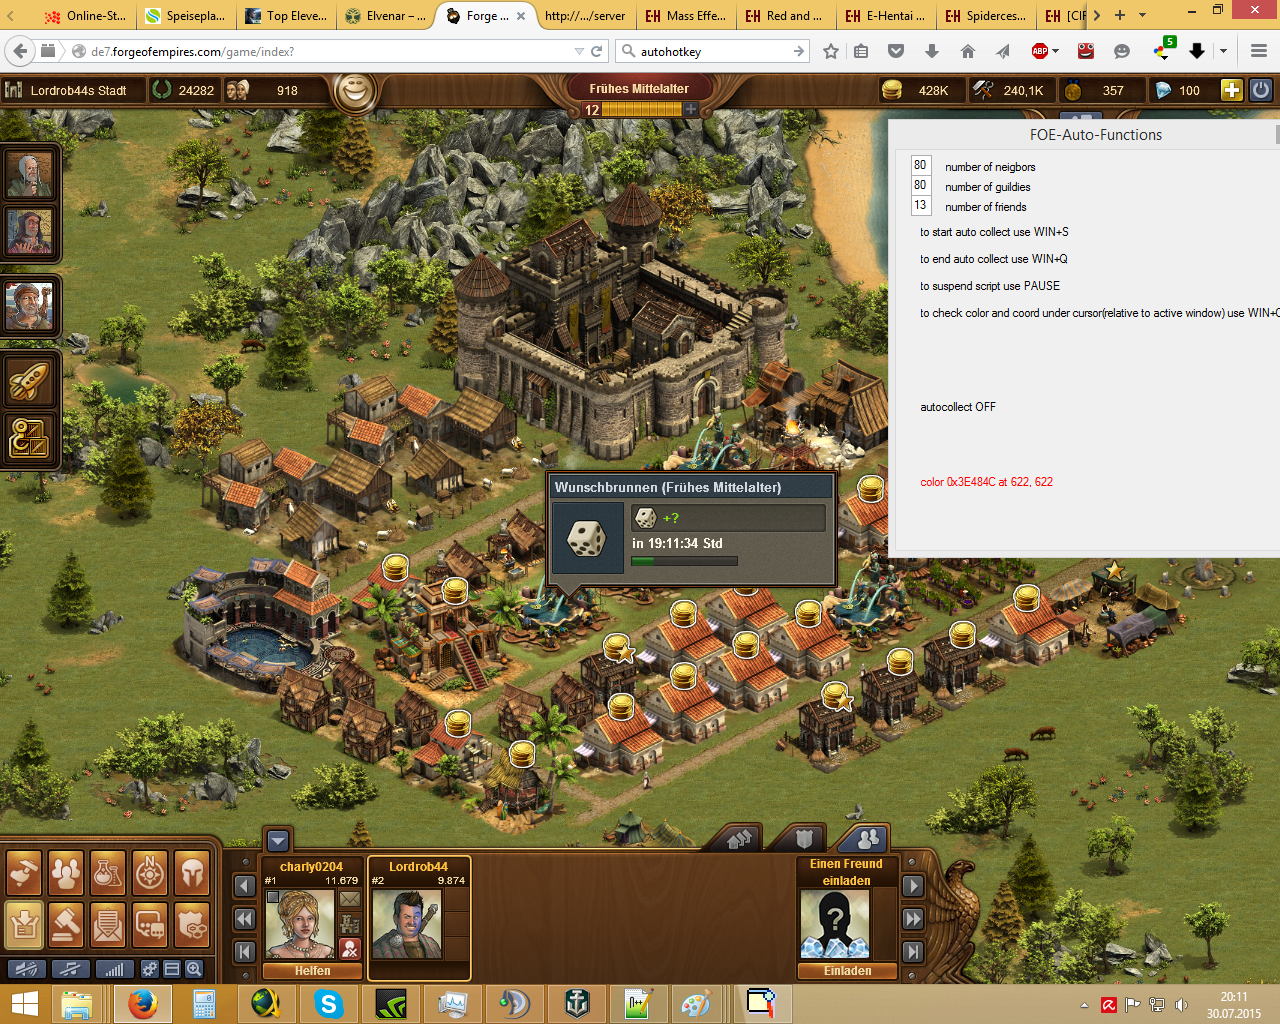 Online-St...
Speisepla...
Top Eleve...
Elvenar – ...
Forge ...
http:/.../server
Mass Effe...
Red and ...
E-Hentai ...
Spiderces...
[CIF
de7.forgeofempires.com/game/index?
autohotkey
ABP
5
Lordrob44s Stadt
24282
918
Frühes Mittelalter
12
428K
240,1K
357
100
FOE-Auto-Functions
80 number of neigbors
80 number of guildies
13 number of friends
to start auto collect use WIN+S
to end auto collect use WIN+Q
to suspend script use PAUSE
to check color and coord under cursor(relative to active window) use WIN+C
autocollect OFF
color 0x3E484C at 622, 622
Wunschbrunnen (Frühes Mittelalter)
+?
in 19:11:34 Std
charly0204
#1 11.679
Helfen
Lordrob44
#2 9.874
Einen Freund
einladen
?
Einladen
20:11
30.07.2015